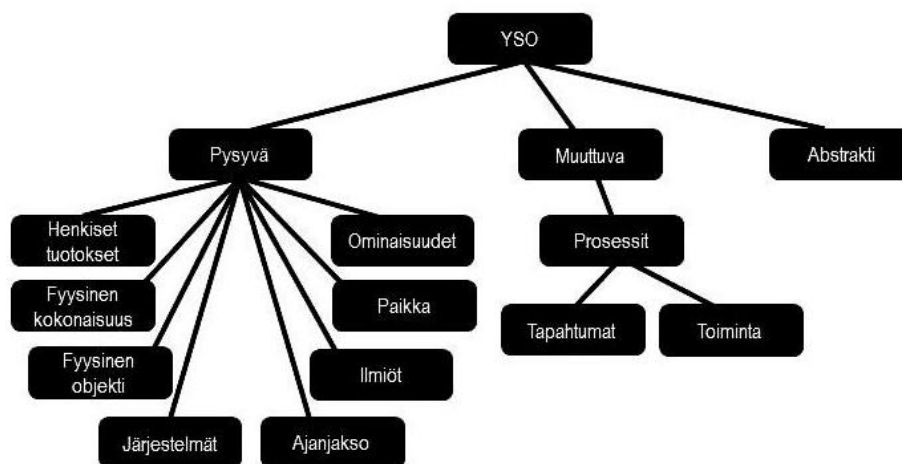 YSO
Pysyvä
Muuttuva
Abstrakti
Henkiset
tuotokset
Ominaisuudet
Prosessit
Fyysinen
kokonaisuus
Paikka
Tapahtumat
Toiminta
Fyysinen
objekti
Ilmiöt
Järjestelmät
Ajanjakso